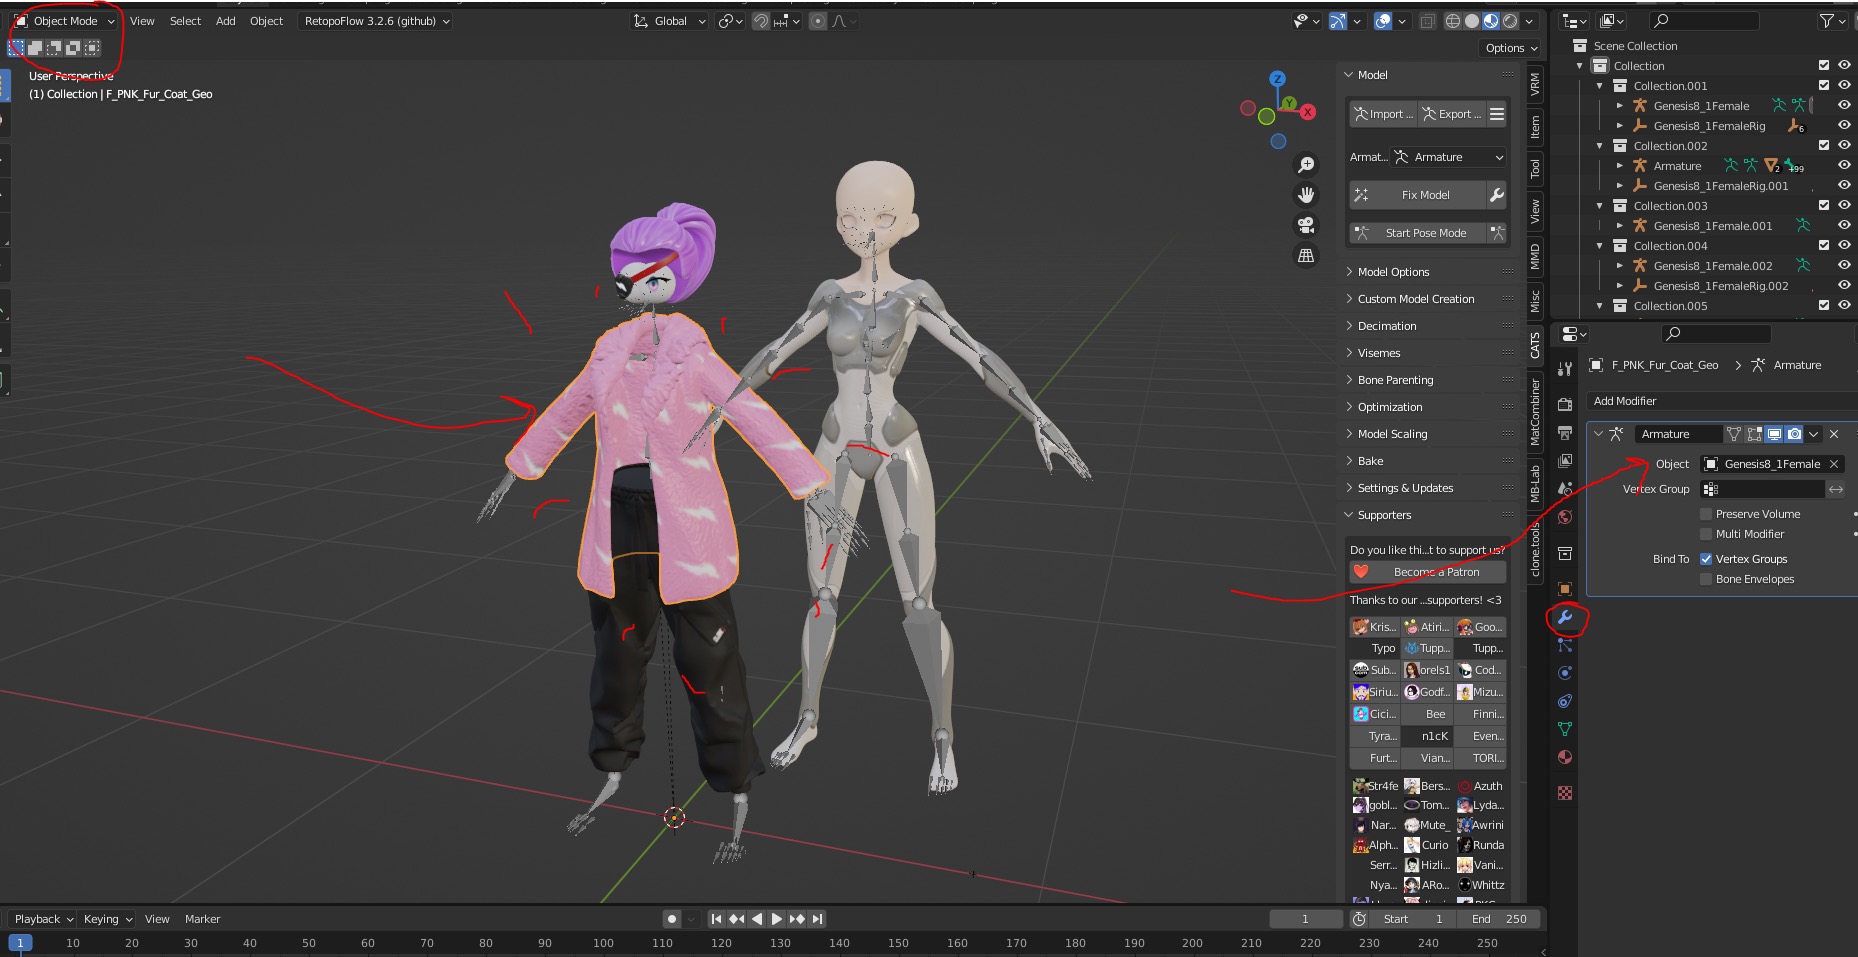 Object Mode View Select Add Object RetopoFlow 3.2.6 (github) Global
Options
User Perspective
(1) Collection | F_PNK_Fur_Coat_Geo
Z
Y
X
Model
Import ... Export ...
Armat... Armature
Fix Model
Start Pose Mode
Model Options
Custom Model Creation
Decimation
Visemes
Bone Parenting
Optimization
Model Scaling
Bake
Settings & Updates
Supporters
Do you like thi...t to support us?
Become a Patron
Thanks to our ...supporters! <3
Kris... Atiri... Goo...
Typo Tupp... Tupp...
Sub... orels1 Cod...
Siriu... Godf... Mizu...
Cici... Bee Finni...
Tyra... n1cK Even...
Furt... Vian... TORI...
Str4fe Bers... Azuth
gobl... Tom... Lyda...
Nar... Mute_ Awrini
Alph... Curio Runda
Serr... Hizli... Vani...
Nya... ARo... Whittz
VRM
Item
Tool
View
MMD
Misc
CATS
MatCombiner
MB-Lab
clone.tools
Scene Collection
Collection
Collection.001
Genesis8_1Female
Genesis8_1FemaleRig 6
Collection.002
Armature 2 +99
Genesis8_1FemaleRig.001
Collection.003
Genesis8_1Female.001
Collection.004
Genesis8_1Female.002
Genesis8_1FemaleRig.002
Collection.005
F_PNK_Fur_Coat_Geo > Armature
Add Modifier
Armature
Object Genesis8_1Female
Vertex Group
Preserve Volume
Multi Modifier
Bind To Vertex Groups
Bone Envelopes
Playback Keying View Marker 1 Start 1 End 250
1 10 20 30 40 50 60 70 80 90 100 110 120 130 140 150 160 170 180 190 200 210 220 230 240 250